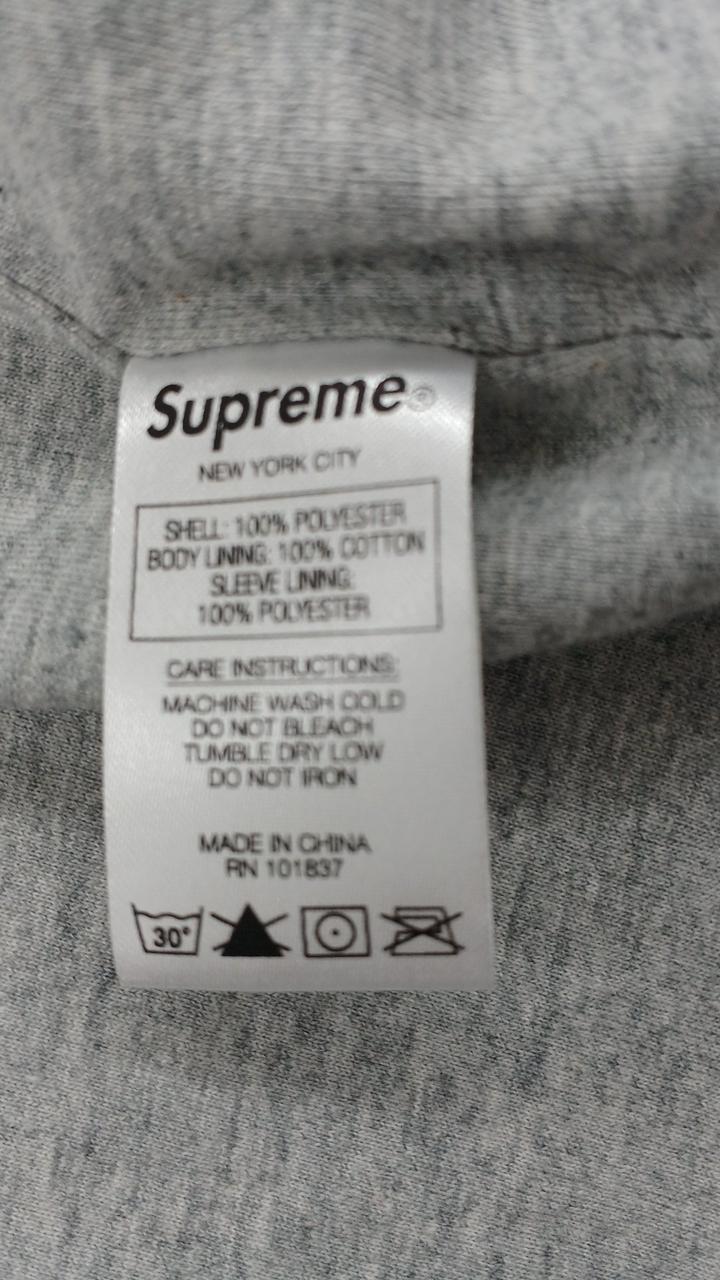 Supreme®
NEW YORK CITY
SHELL: 100% POLYESTER
BODY LINING: 100% COTTON
SLEEVE LINING:
100% POLYESTER
CARE INSTRUCTIONS:
MACHINE WASH COLD
DO NOT BLEACH
TUMBLE DRY LOW
DO NOT IRON
MADE IN CHINA
RN 101837
30°